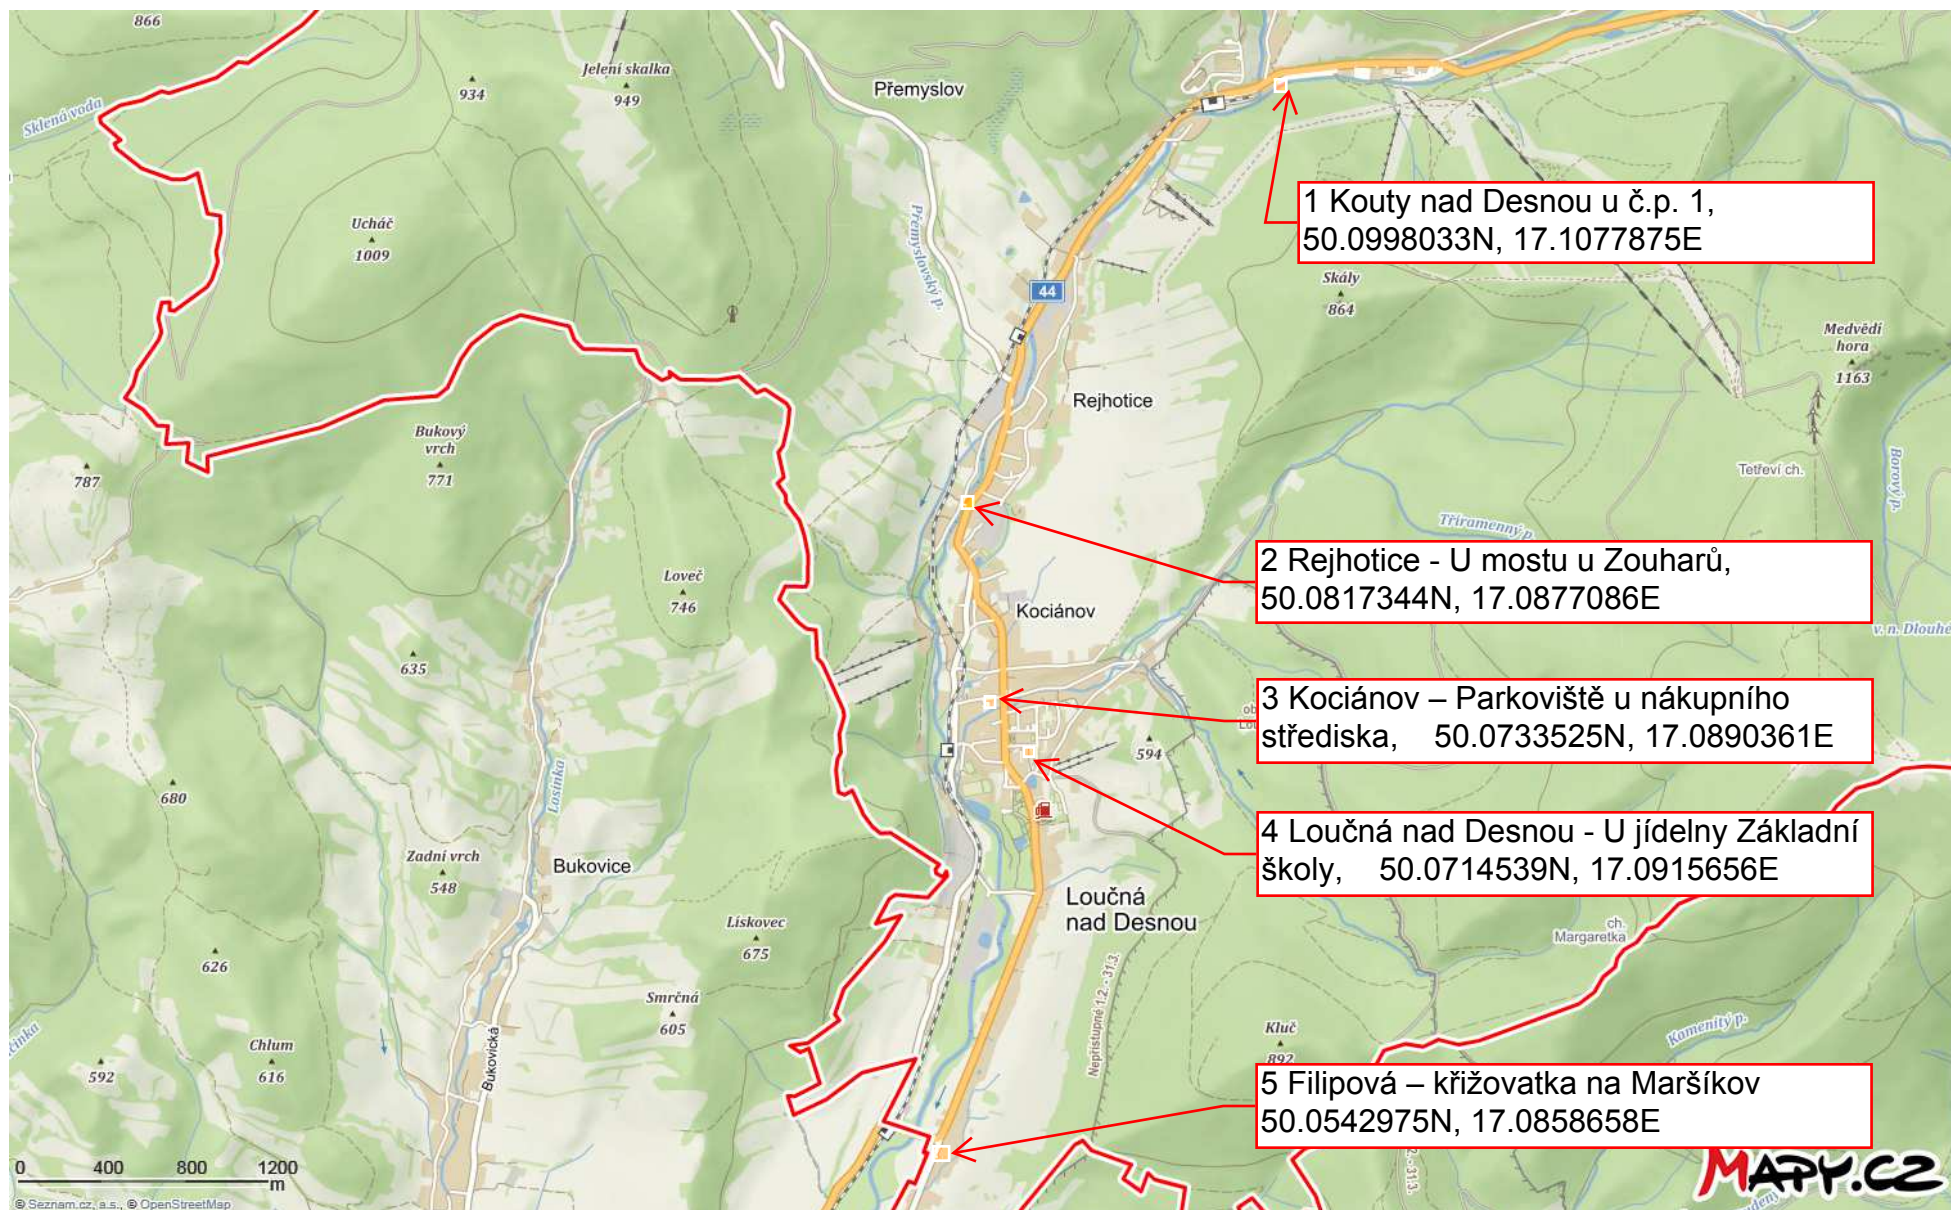 866
Jelení skalka
949
934
Přemyslov
Sklená voda
1 Kouty nad Desnou u č.p. 1,
50.0998033N, 17.1077875E
Ucháč
1009
Přemyslovský p.
44
Skály
864
Medvědí
hora
1163
Rejhotice
Bukový
vrch
771
787
Tetřeví ch.
Borový p.
Tříramenný p.
2 Rejhotice - U mostu u Zouharů,
50.0817344N, 17.0877086E
Loveč
746
Kociánov
v. n. Dlouhé
635
3 Kociánov – Parkoviště u nákupního
střediska, 50.0733525N, 17.0890361E
594
Losinka
680
4 Loučná nad Desnou - U jídelny Základní
školy, 50.0714539N, 17.0915656E
Zadní vrch
548
Bukovice
Loučná
nad Desnou
Lískovec
675
ch.
Margaretka
626
Nepřístupné 1.2. - 31.3.
Smrčná
605
Kluč
892
Kamenitý p.
Chlum
616
592
Bukovická
5 Filipová – křižovatka na Maršíkov
50.0542975N, 17.0858658E
0 400 800 1200
m
MAPY.CZ
© Seznam.cz, a.s., © OpenStreetMap